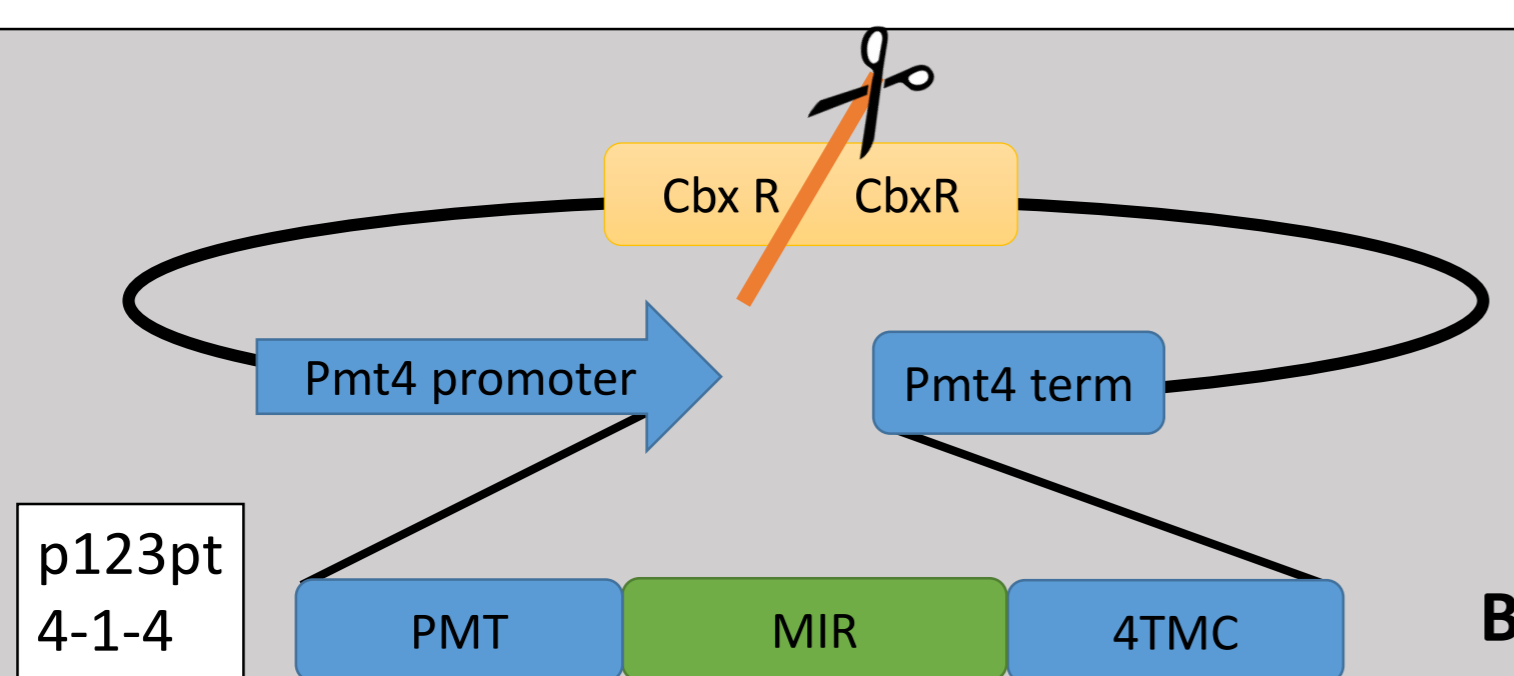 Cbx R CbxR
Pmt4 promoter
Pmt4 term
p123pt
4-1-4
PMT
MIR
4TMC
B